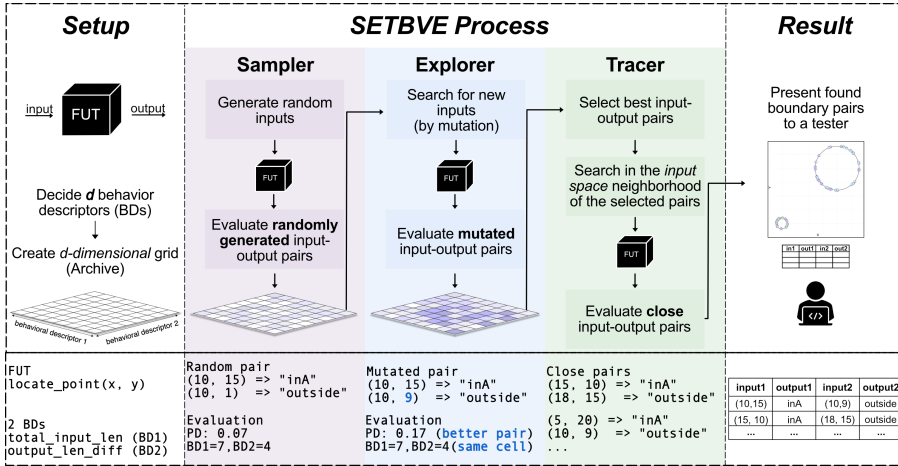 Setup
input
FUT
output
Decide d behavior
descriptors (BDs)
Create d-dimensional grid
(Archive)
behavioral descriptor 1
behavioral descriptor 2
SETBVE Process
Sampler
Generate random
inputs
FUT
Evaluate randomly
generated input-
output pairs
Explorer
Search for new
inputs
(by mutation)
FUT
Evaluate mutated
input-output pairs
Tracer
Select best input-
output pairs
Search in the input
space neighborhood
of the selected pairs
FUT
Evaluate close
input-output pairs
Result
Present found
boundary pairs
to a tester
in1 out1 in2 out2
</>
FUT
locate_point(x, y)
2 BDs
total_input_len (BD1)
output_len_diff (BD2)
Random pair
(10, 15) => "inA"
(10, 1) => "outside"
Evaluation
PD: 0.07
BD1=7,BD2=4
Mutated pair
(10, 15) => "inA"
(10, 9) => "outside"
Evaluation
PD: 0.17 (better pair)
BD1=7,BD2=4(same cell)
Close pairs
(15, 10) => "inA"
(18, 15) => "outside"
(5, 20) => "inA"
(10, 9) => "outside"
...
input1 output1 input2 output2
(10,15) inA (10,9) outside
(15, 10) inA (18, 15) outside
... ... ... ...